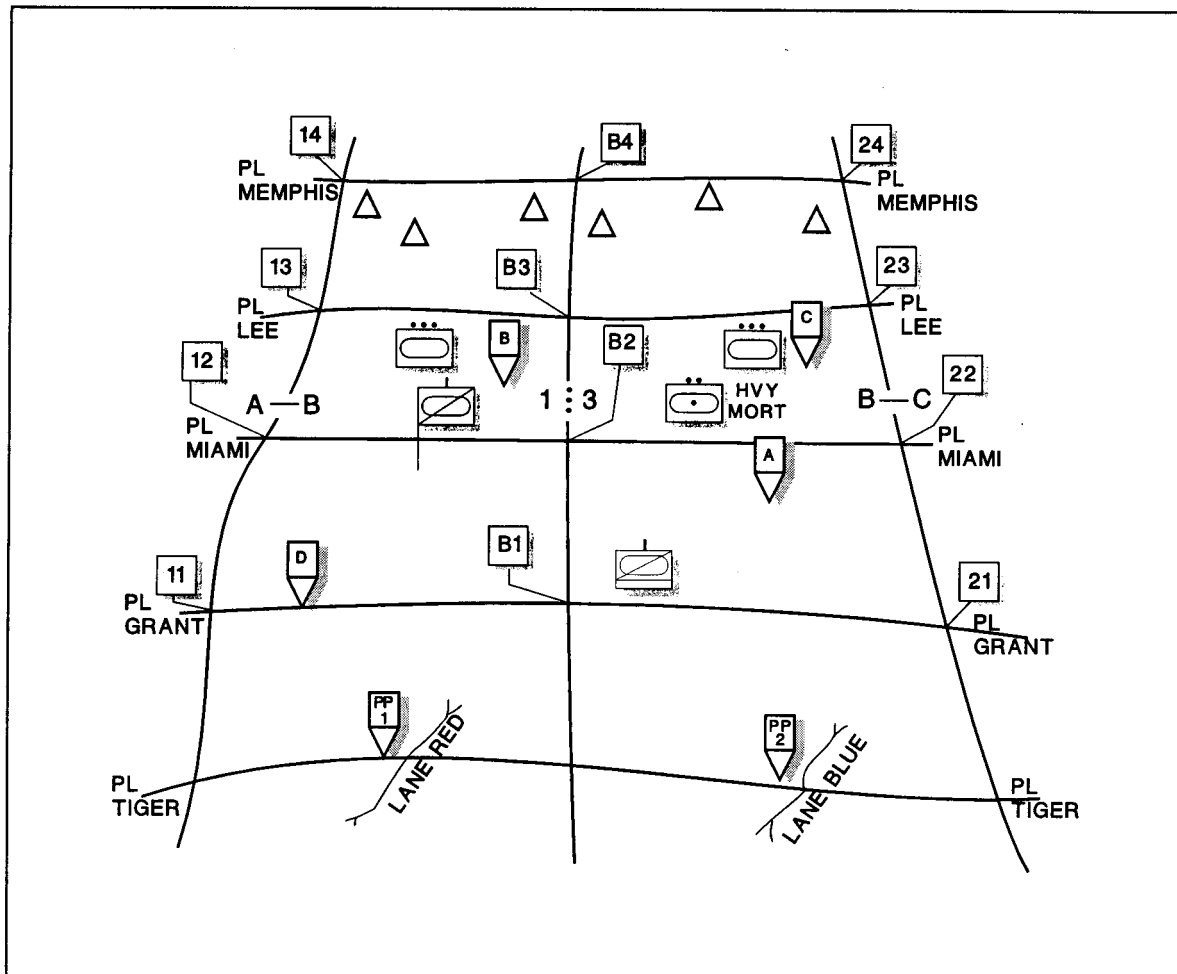 14
B4
24
PL
MEMPHIS
PL
MEMPHIS
13
B3
23
PL
LEE
PL
LEE
B
C
12
B2
22
A — B
1 3
HVY
MORT
B — C
PL
MIAMI
PL
MIAMI
A
11
D
B1
21
PL
GRANT
PL
GRANT
PP
1
LANE RED
PP
2
LANE BLUE
PL
TIGER
PL
TIGER